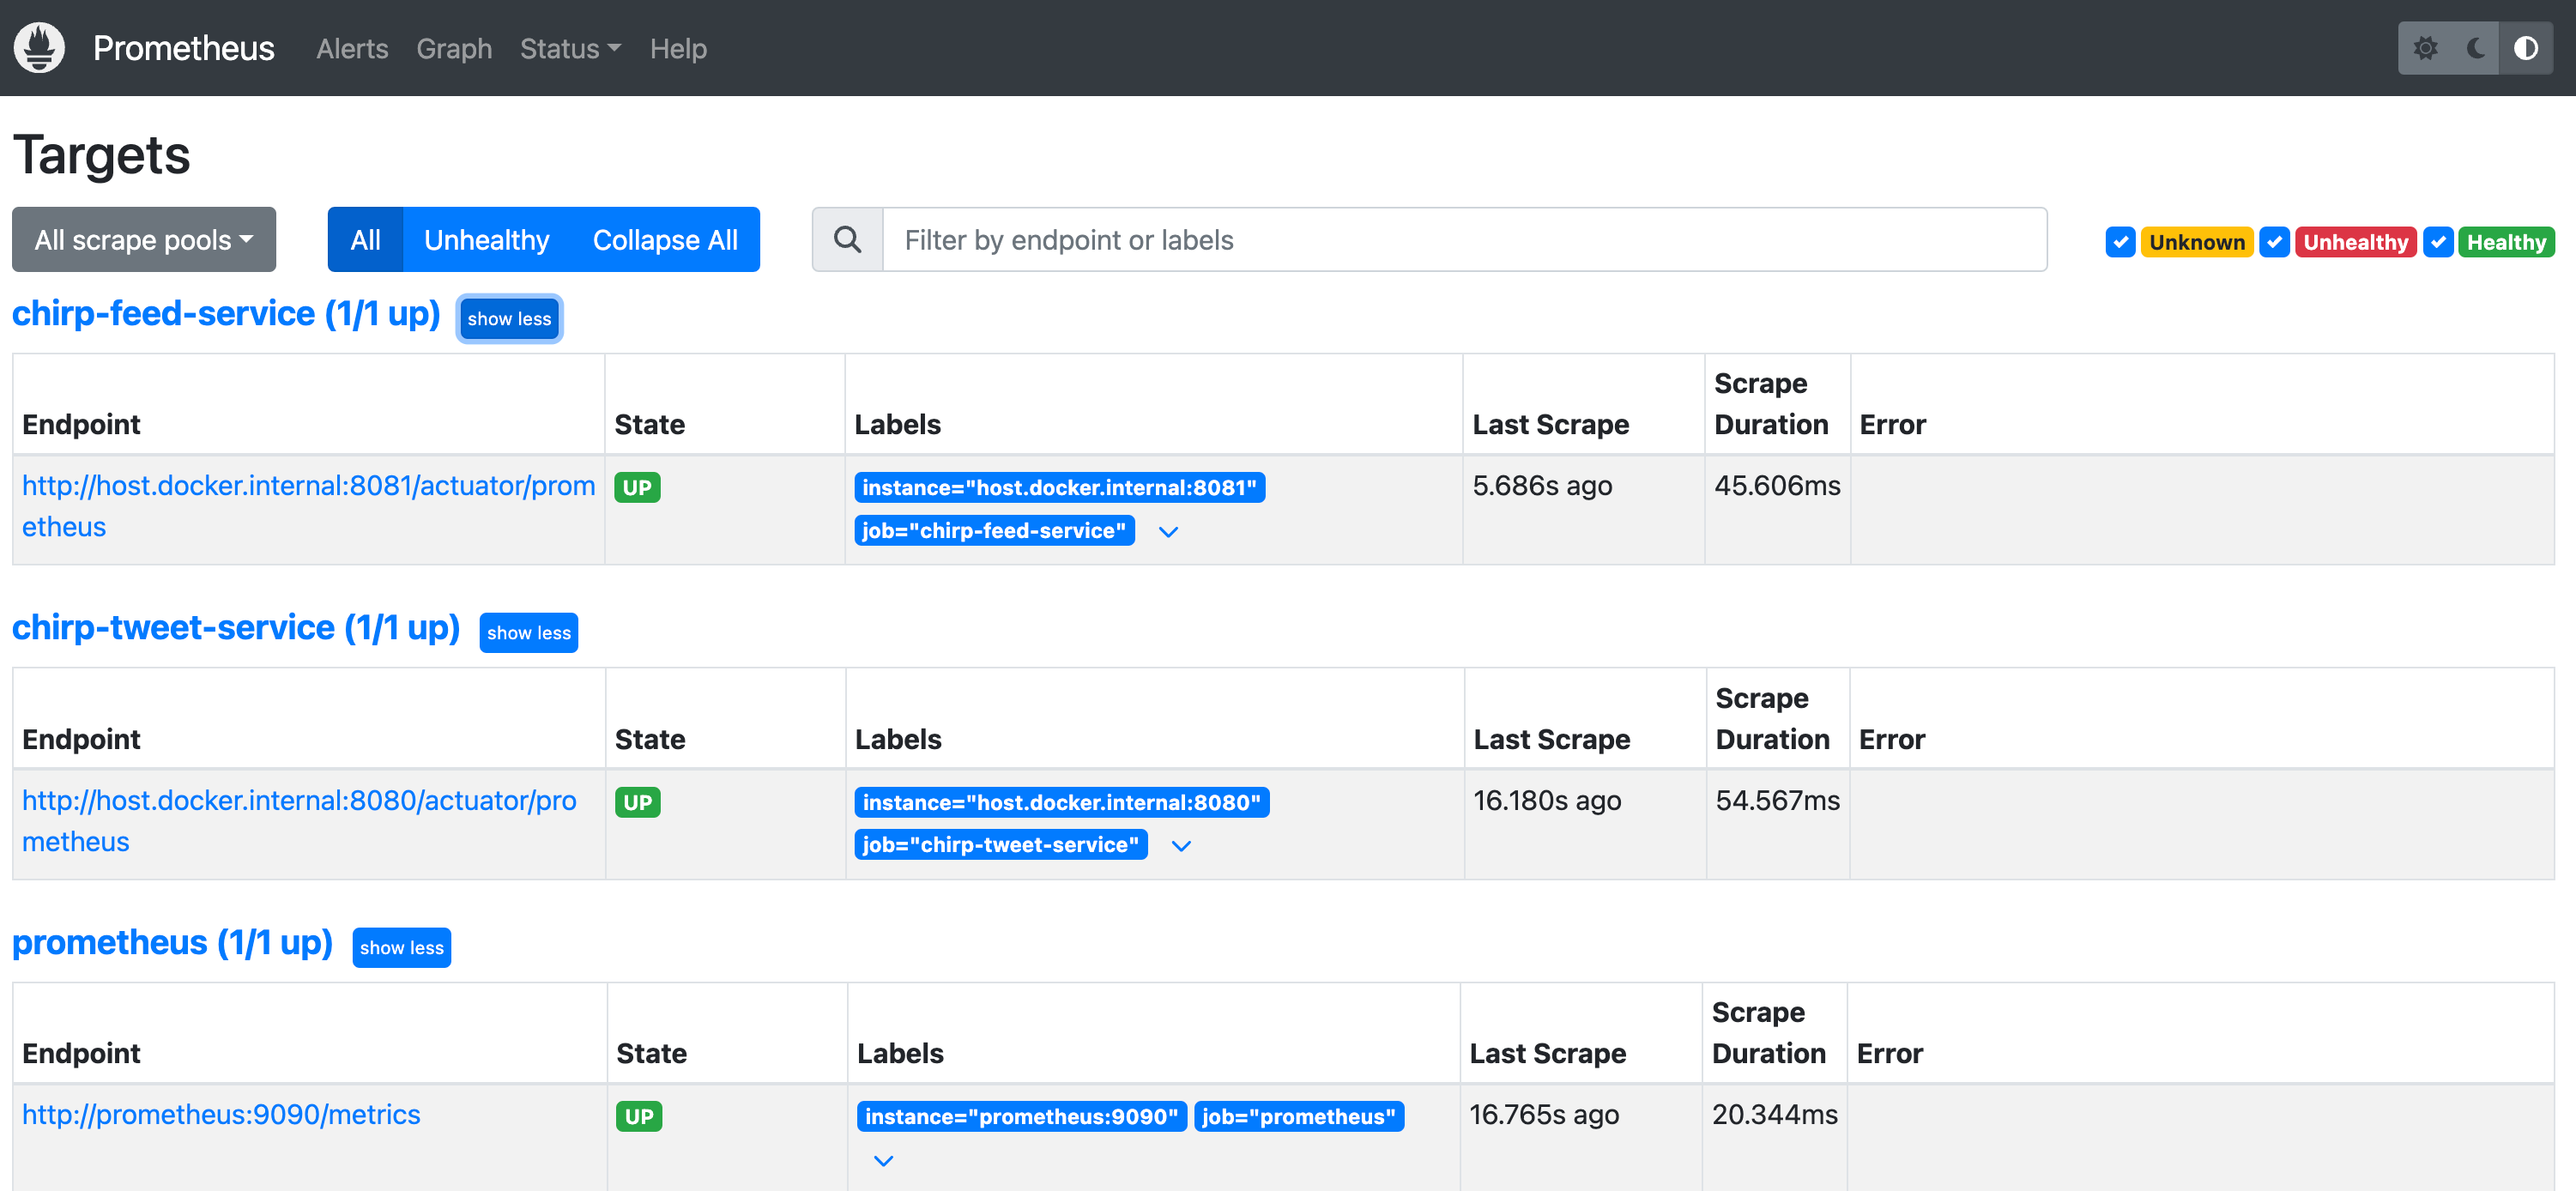 Prometheus Alerts Graph Status Help
Targets
All scrape pools All Unhealthy Collapse All Filter by endpoint or labels Unknown Unhealthy Healthy
chirp-feed-service (1/1 up) show less
Scrape
Endpoint State Labels Last Scrape Duration Error
http://host.docker.internal:8081/actuator/prom UP instance="host.docker.internal:8081" 5.686s ago 45.606ms
etheus job="chirp-feed-service"
chirp-tweet-service (1/1 up) show less
Scrape
Endpoint State Labels Last Scrape Duration Error
http://host.docker.internal:8080/actuator/pro UP instance="host.docker.internal:8080" 16.180s ago 54.567ms
metheus job="chirp-tweet-service"
prometheus (1/1 up) show less
Scrape
Endpoint State Labels Last Scrape Duration Error
http://prometheus:9090/metrics UP instance="prometheus:9090" job="prometheus" 16.765s ago 20.344ms